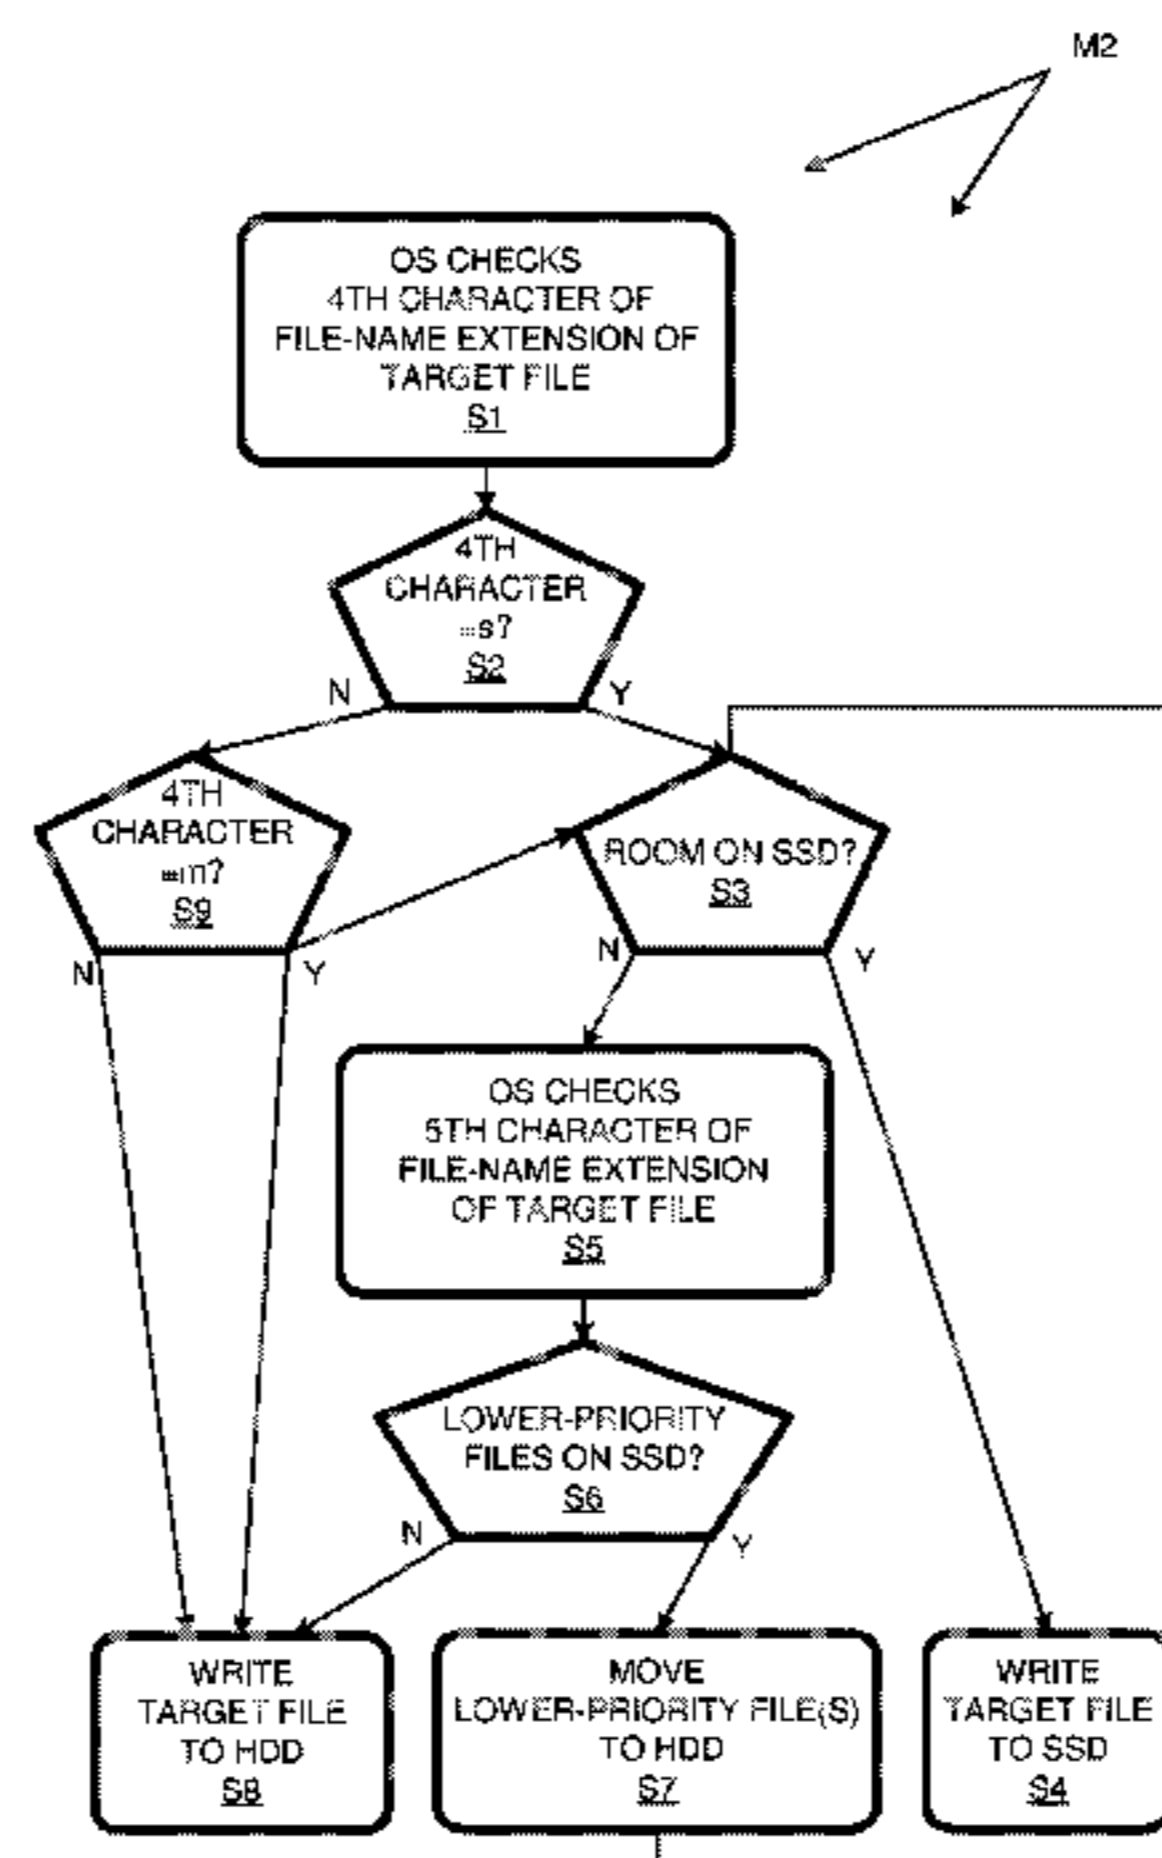 M2
OS CHECKS
4TH CHARACTER OF
FILE-NAME EXTENSION OF
TARGET FILE
S1
4TH
CHARACTER
=s?
S2
N
Y
4TH
CHARACTER
=m?
S9
N
Y
ROOM ON SSD?
S3
N
Y
OS CHECKS
5TH CHARACTER OF
FILE-NAME EXTENSION
OF TARGET FILE
S5
LOWER-PRIORITY
FILES ON SSD?
S6
N
Y
WRITE
TARGET FILE
TO HDD
S8
MOVE
LOWER-PRIORITY FILE(S)
TO HDD
S7
WRITE
TARGET FILE
TO SSD
S4